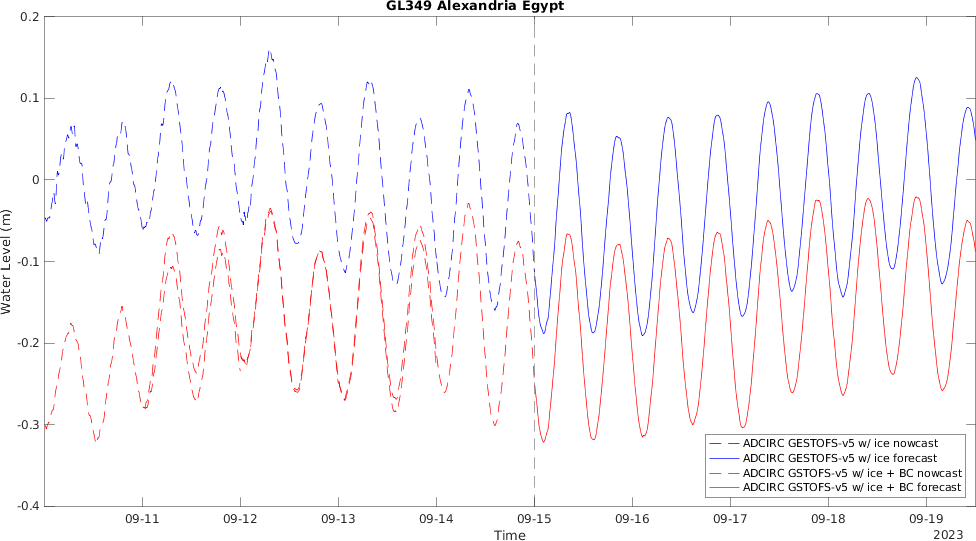 GL349 Alexandria Egypt
0.2
0.1
0
-0.1
-0.2
-0.3
-0.4
Water Level (m)
ADCIRC GESTOFS-v5 w/ ice nowcast
ADCIRC GESTOFS-v5 w/ ice forecast
ADCIRC GSTOFS-v5 w/ ice + BC nowcast
ADCIRC GSTOFS-v5 w/ ice + BC forecast
09-11 09-12 09-13 09-14 09-15 09-16 09-17 09-18 09-19
Time
2023